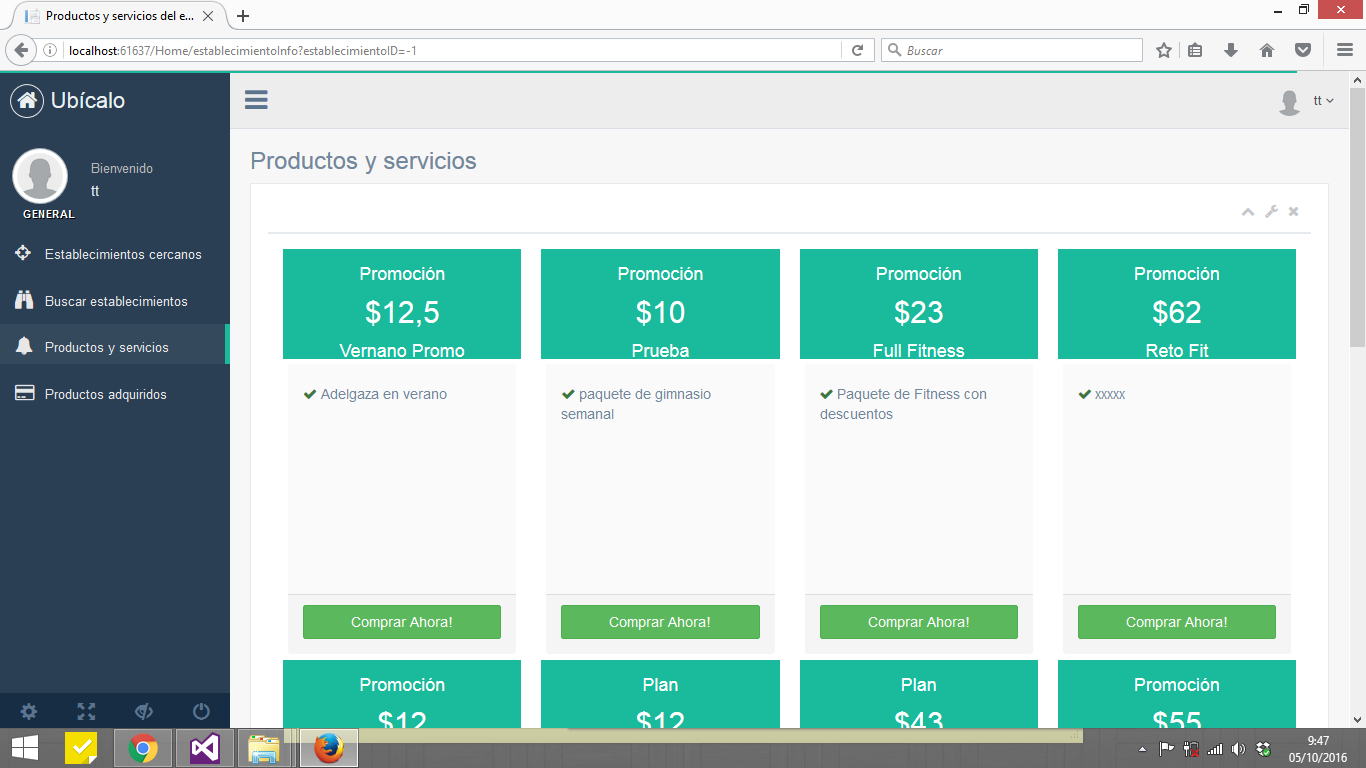 Productos y servicios del e...
localhost:61637/Home/establecimientoInfo?establecimientoID=-1
Buscar
Ubícalo
tt
Bienvenido
tt
GENERAL
Establecimientos cercanos
Buscar establecimientos
Productos y servicios
Productos adquiridos
Productos y servicios
Promoción
$12,5
Vernano Promo
Adelgaza en verano
Comprar Ahora!
Promoción
$10
Prueba
paquete de gimnasio
semanal
Comprar Ahora!
Promoción
$23
Full Fitness
Paquete de Fitness con
descuentos
Comprar Ahora!
Promoción
$62
Reto Fit
xxxxx
Comprar Ahora!
Promoción
$12
Plan
$12
Plan
$43
Promoción
$55
9:47
05/10/2016